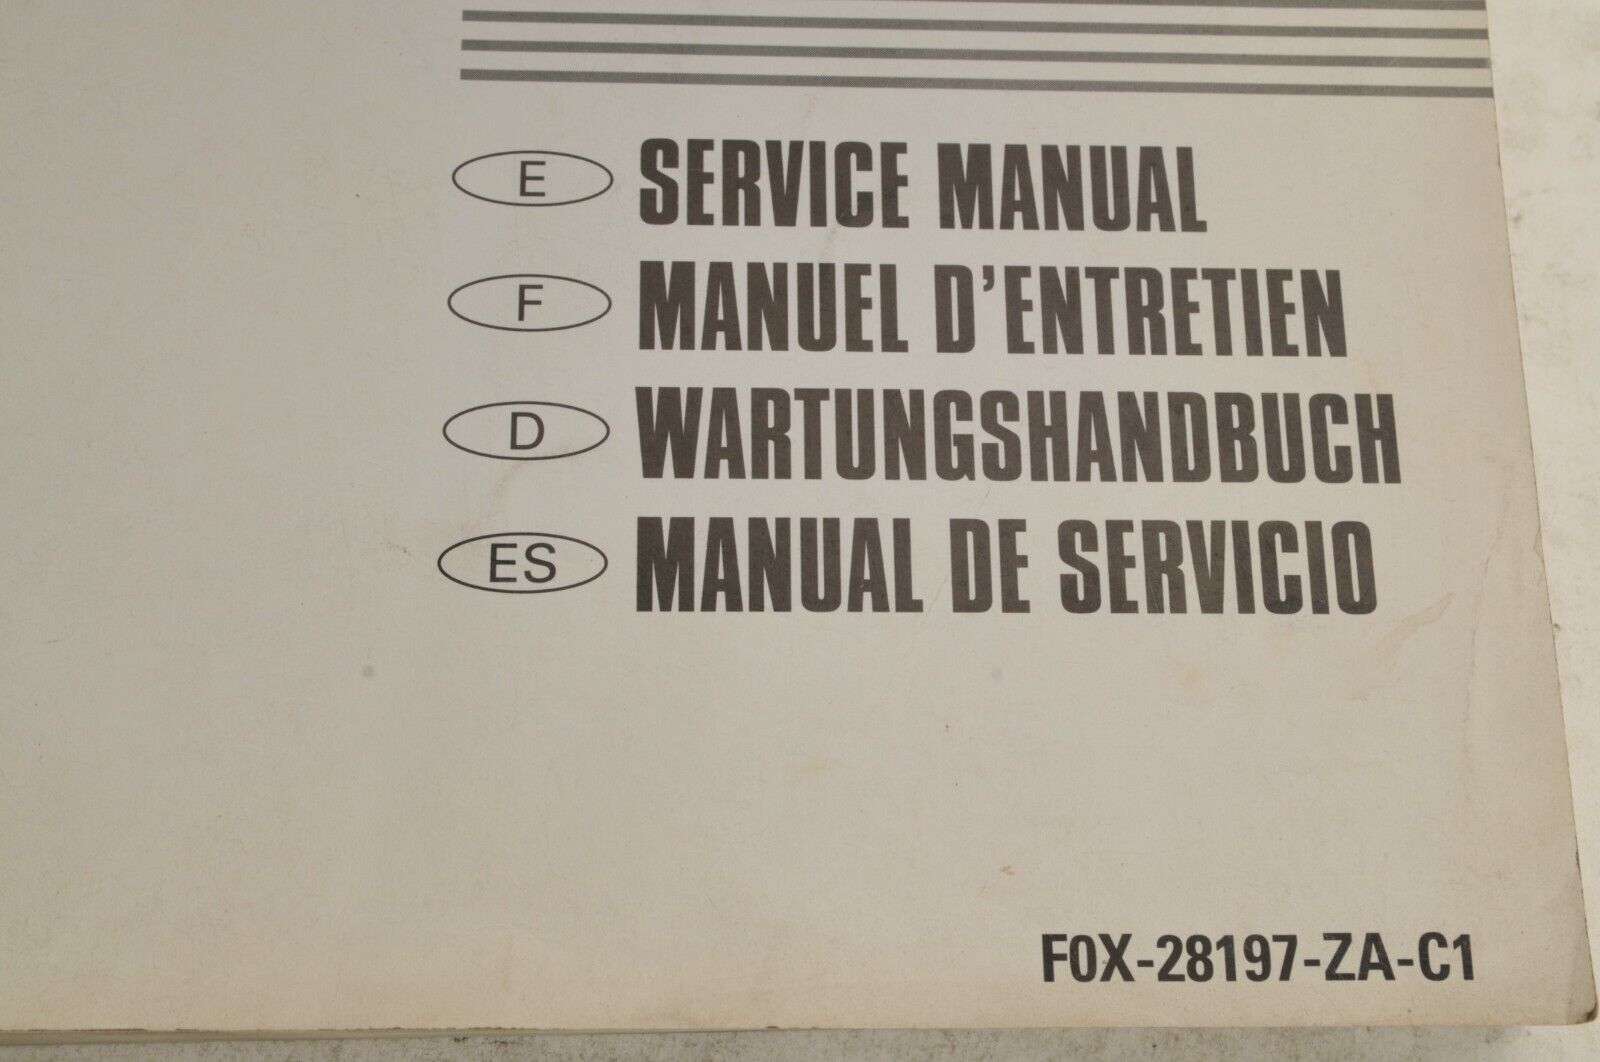 E SERVICE MANUAL
F MANUEL D'ENTRETIEN
D WARTUNGSHANDBUCH
ES MANUAL DE SERVICIO
F0X-28197-ZA-C1